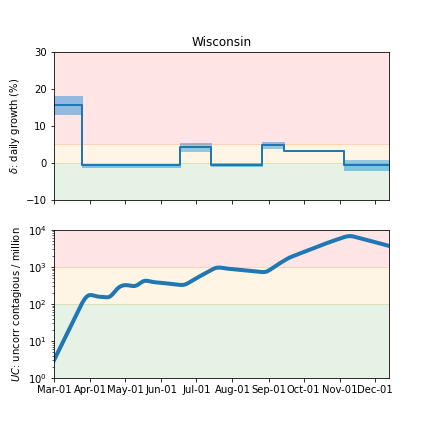 Wisconsin
30
20
10
0
−10
δ: daily growth (%)
10⁴
10³
10²
10¹
10⁰
UC: uncorr contagious / million
Mar-01 Apr-01 May-01 Jun-01 Jul-01 Aug-01 Sep-01 Oct-01 Nov-01 Dec-01